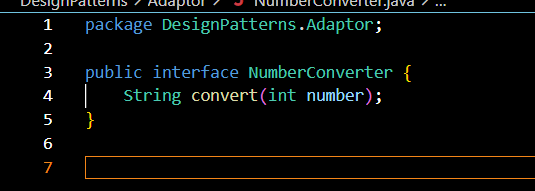 DesignPatterns > Adaptor > J NumberConverter.java > ...
1 package DesignPatterns.Adaptor;
2
3 public interface NumberConverter {
4     String convert(int number);
5 }
6
7